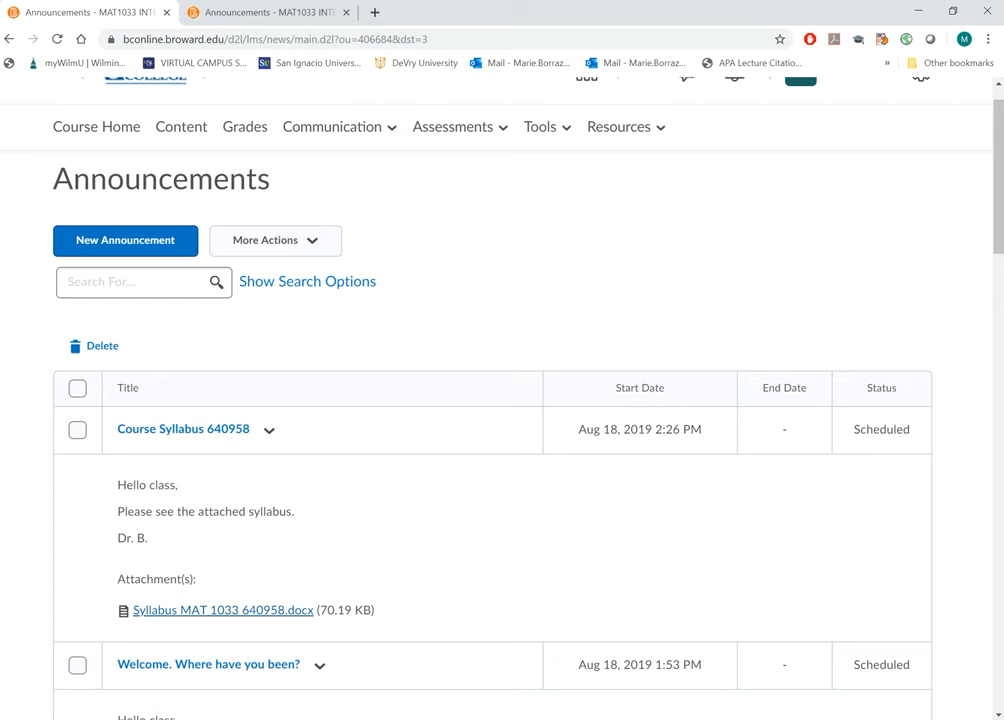 Announcements - MAT1033 INTE
Announcements - MAT1033 INTE
bconline.broward.edu/d2l/lms/news/main.d2l?ou=406684&dst=3
M
myWilmU | Wilmin...
VIRTUAL CAMPUS S...
San Ignacio Univers...
DeVry University
Mail - Marie.Borraz...
Mail - Marie.Borraz...
APA Lecture Citatio...
»
Other bookmarks
COLLEGE
Course Home
Content
Grades
Communication
Assessments
Tools
Resources
Announcements
New Announcement
More Actions
Search For...
Show Search Options
Delete
Title
Start Date
End Date
Status
Course Syllabus 640958
Aug 18, 2019 2:26 PM
-
Scheduled
Hello class,
Please see the attached syllabus.
Dr. B.
Attachment(s):
Syllabus MAT 1033 640958.docx (70.19 KB)
Welcome. Where have you been?
Aug 18, 2019 1:53 PM
-
Scheduled
Hello class